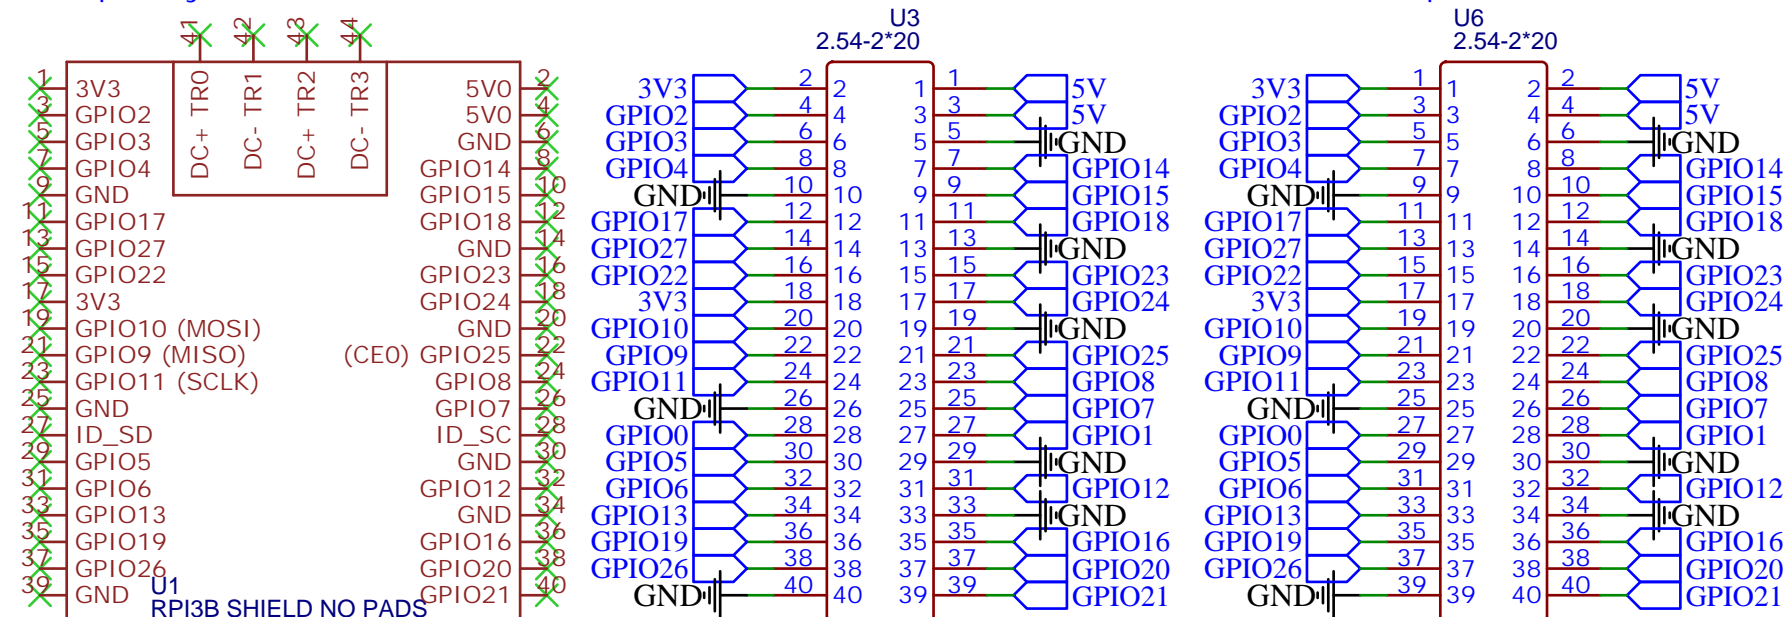 U3
2.54-2*20
U6
2.54-2*20
41 42 43 44
DC+ TR0
DC- TR1
DC+ TR2
DC- TR3
1 3V3 5V0 2
3 GPIO2 5V0 4
5 GPIO3 GND 6
7 GPIO4 GPIO14 8
9 GND GPIO15 10
11 GPIO17 GPIO18 12
13 GPIO27 GND 14
15 GPIO22 GPIO23 16
17 3V3 GPIO24 18
19 GPIO10 (MOSI) GND 20
21 GPIO9 (MISO) (CE0) GPIO25 22
23 GPIO11 (SCLK) GPIO8 24
25 GND GPIO7 26
27 ID_SD ID_SC 28
29 GPIO5 GND 30
31 GPIO6 GPIO12 32
33 GPIO13 GND 34
35 GPIO19 GPIO16 36
37 GPIO26 GPIO20 38
39 GND GPIO21 40
U1
RPI3B SHIELD NO PADS
3V3 2 2 1 1 5V
GPIO2 4 4 3 3 5V
GPIO3 6 6 5 5 GND
GPIO4 8 8 7 7 GPIO14
GND 10 10 9 9 GPIO15
GPIO17 12 12 11 11 GPIO18
GPIO27 14 14 13 13 GND
GPIO22 16 16 15 15 GPIO23
3V3 18 18 17 17 GPIO24
GPIO10 20 20 19 19 GND
GPIO9 22 22 21 21 GPIO25
GPIO11 24 24 23 23 GPIO8
GND 26 26 25 25 GPIO7
GPIO0 28 28 27 27 GPIO1
GPIO5 30 30 29 29 GND
GPIO6 32 32 31 31 GPIO12
GPIO13 34 34 33 33 GND
GPIO19 36 36 35 35 GPIO16
GPIO26 38 38 37 37 GPIO20
GND 40 40 39 39 GPIO21
3V3 1 1 2 2 5V
GPIO2 3 3 4 4 5V
GPIO3 5 5 6 6 GND
GPIO4 7 7 8 8 GPIO14
GND 9 9 10 10 GPIO15
GPIO17 11 11 12 12 GPIO18
GPIO27 13 13 14 14 GND
GPIO22 15 15 16 16 GPIO23
3V3 17 17 18 18 GPIO24
GPIO10 19 19 20 20 GND
GPIO9 21 21 22 22 GPIO25
GPIO11 23 23 24 24 GPIO8
GND 25 25 26 26 GPIO7
GPIO0 27 27 28 28 GPIO1
GPIO5 29 29 30 30 GND
GPIO6 31 31 32 32 GPIO12
GPIO13 33 33 34 34 GND
GPIO19 35 35 36 36 GPIO16
GPIO26 37 37 38 38 GPIO20
GND 39 39 40 40 GPIO21